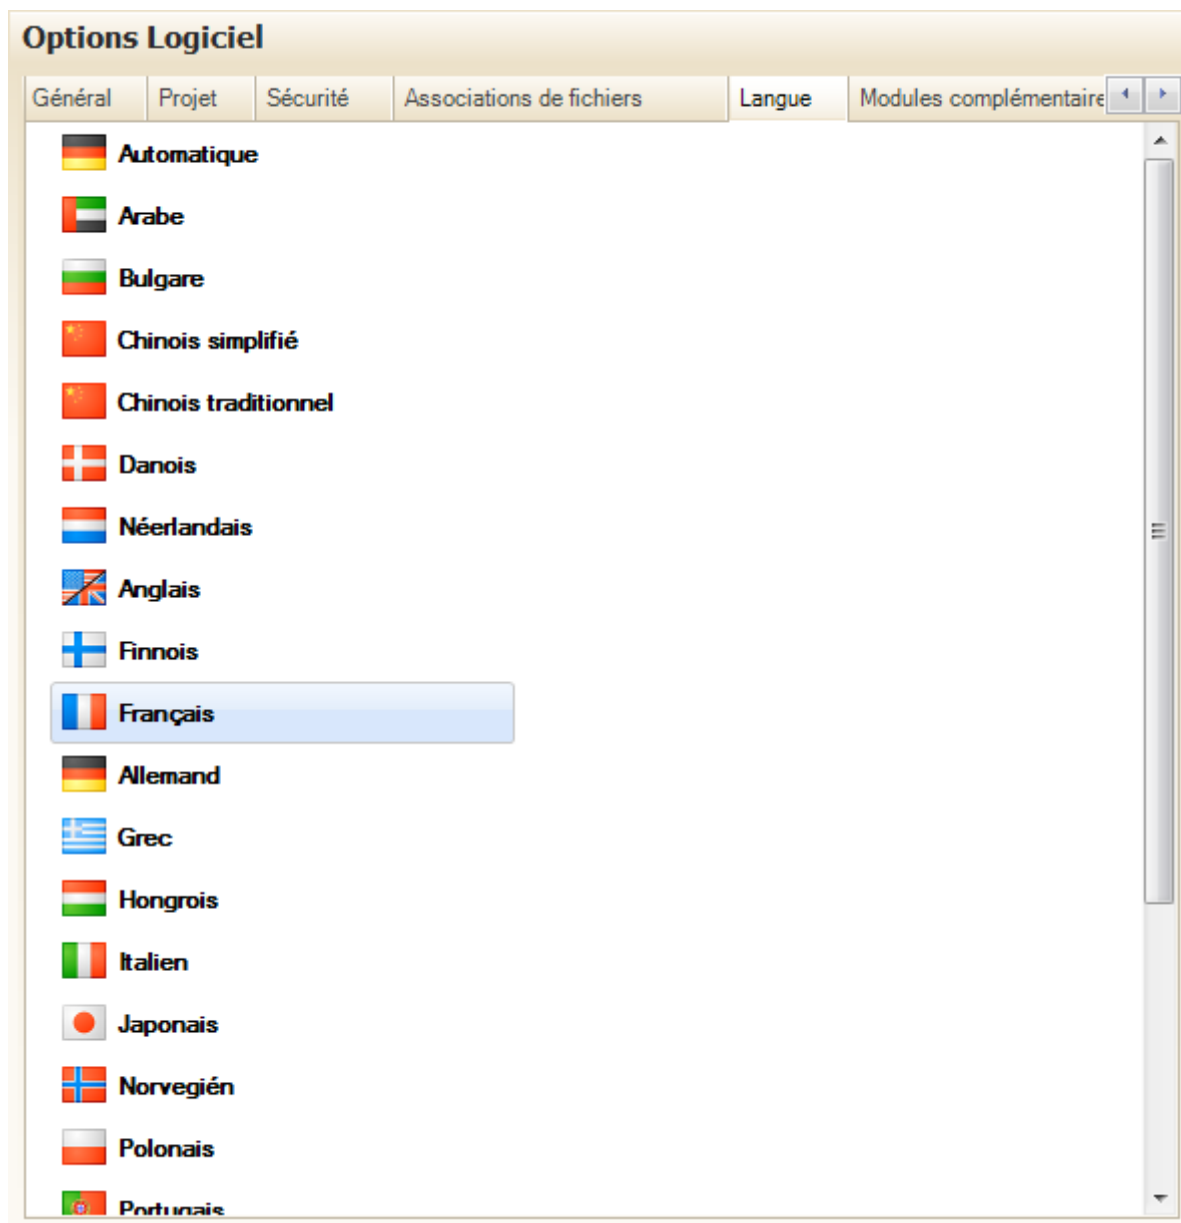 Options Logiciel
Général Projet Sécurité Associations de fichiers Langue Modules complémentaire
Automatique
Arabe
Bulgare
Chinois simplifié
Chinois traditionnel
Danois
Néerlandais
Anglais
Finnois
Français
Allemand
Grec
Hongrois
Italien
Japonais
Norvegién
Polonais
Portugais